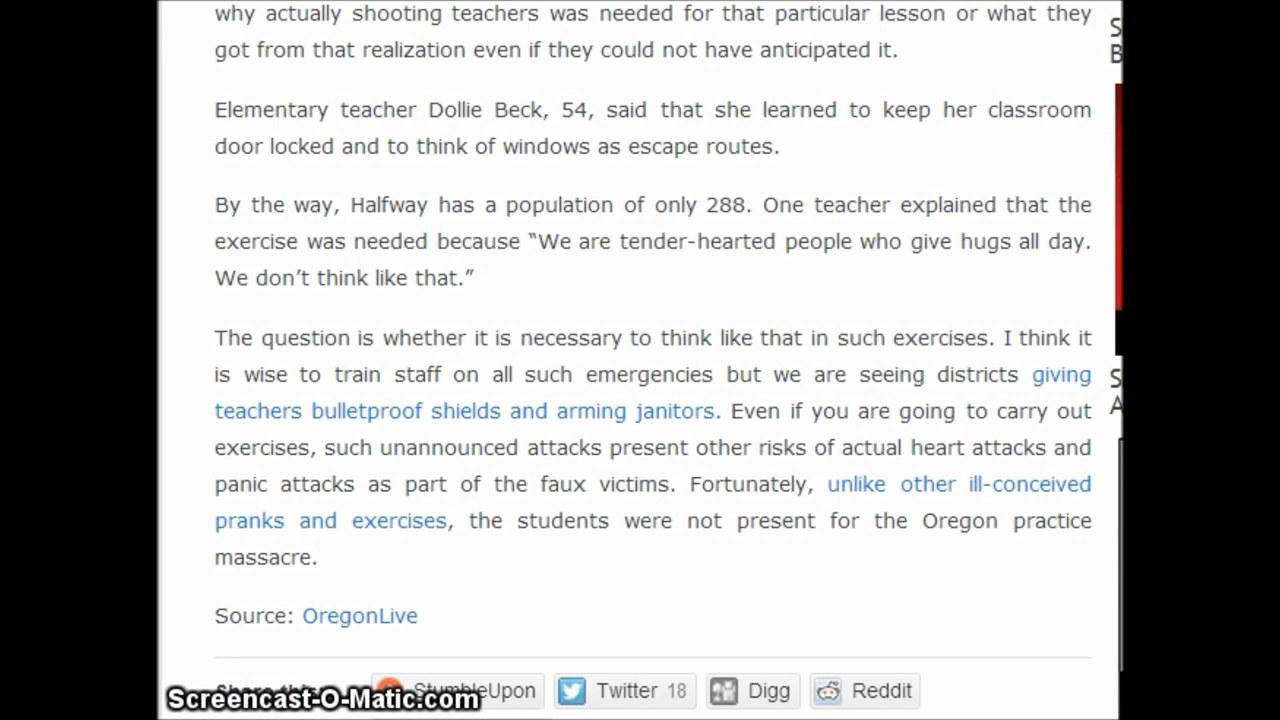 why actually shooting teachers was needed for that particular lesson or what they
got from that realization even if they could not have anticipated it.
Elementary teacher Dollie Beck, 54, said that she learned to keep her classroom
door locked and to think of windows as escape routes.
By the way, Halfway has a population of only 288. One teacher explained that the
exercise was needed because “We are tender-hearted people who give hugs all day.
We don’t think like that.”
The question is whether it is necessary to think like that in such exercises. I think it
is wise to train staff on all such emergencies but we are seeing districts giving
teachers bulletproof shields and arming janitors. Even if you are going to carry out
exercises, such unannounced attacks present other risks of actual heart attacks and
panic attacks as part of the faux victims. Fortunately, unlike other ill-conceived
pranks and exercises, the students were not present for the Oregon practice
massacre.
Source: OregonLive
StumbleUpon Twitter 18 Digg Reddit
Screencast-O-Matic.com
S
B
S
A